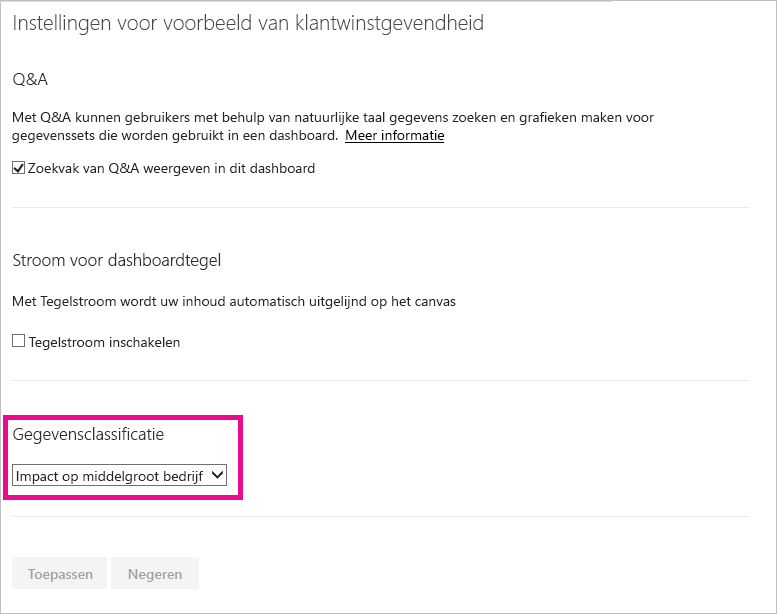 Instellingen voor voorbeeld van klantwinstgevendheid
Q&A
Met Q&A kunnen gebruikers met behulp van natuurlijke taal gegevens zoeken en grafieken maken voor
gegevenssets die worden gebruikt in een dashboard. Meer informatie
Zoekvak van Q&A weergeven in dit dashboard
Stroom voor dashboardtegel
Met Tegelstroom wordt uw inhoud automatisch uitgelijnd op het canvas
Tegelstroom inschakelen
Gegevensclassificatie
Impact op middelgroot bedrijf
Toepassen Negeren